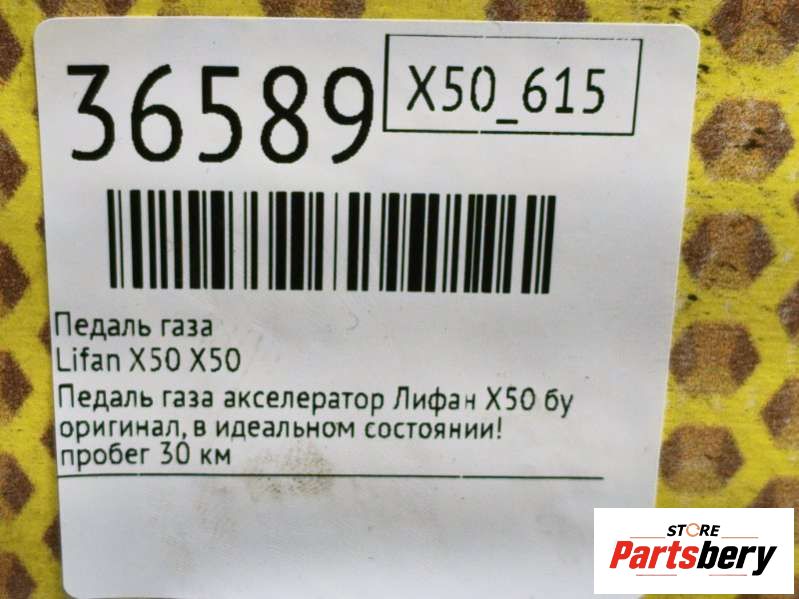 36589
X50_615
Педаль газа
Lifan X50 X50
Педаль газа акселератор Лифан X50 бу
оригинал, в идеальном состоянии!
пробег 30 км
STORE
Partsbery